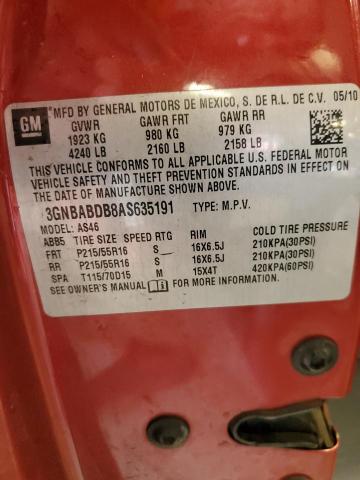 GM
MFD BY GENERAL MOTORS DE MEXICO, S. DE R.L. DE C.V. 05/10
GVWR GAWR FRT GAWR RR
1923 KG 980 KG 979 KG
4240 LB 2160 LB 2158 LB
THIS VEHICLE CONFORMS TO ALL APPLICABLE U.S. FEDERAL MOTOR
VEHICLE SAFETY AND THEFT PREVENTION STANDARDS IN EFFECT ON
THE DATE OF MANUFACTURE SHOWN ABOVE.
3GNBABDB8AS635191 TYPE: M.P.V.
MODEL: AS46
ABB5 TIRE SIZE SPEED RTG RIM COLD TIRE PRESSURE
FRT P215/55R16 S 16X6.5J 210KPA(30PSI)
RR P215/55R16 S 16X6.5J 210KPA(30PSI)
SPA T115/70D15 M 15X4T 420KPA(60PSI)
SEE OWNER'S MANUAL FOR MORE INFORMATION.